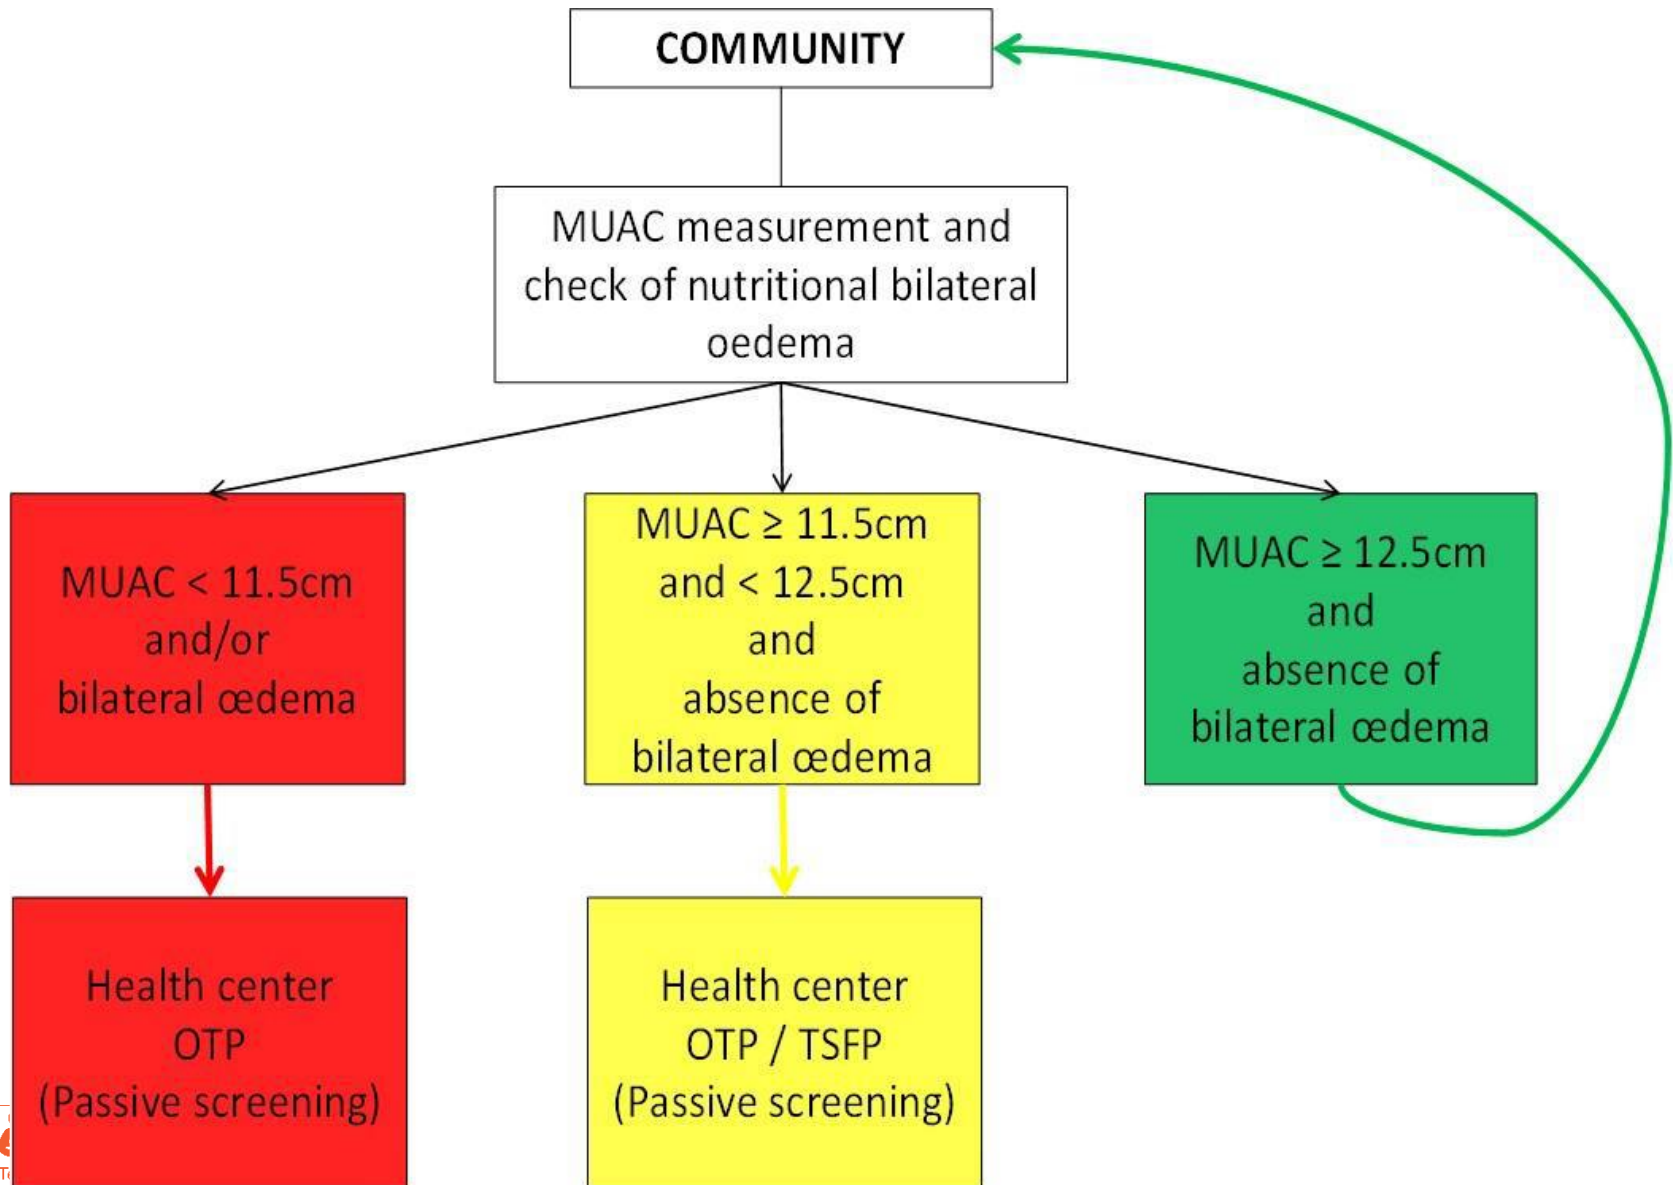 COMMUNITY
MUAC measurement and
check of nutritional bilateral
oedema
MUAC < 11.5cm
and/or
bilateral œdema
MUAC ≥ 11.5cm
and < 12.5cm
and
absence of
bilateral œdema
MUAC ≥ 12.5cm
and
absence of
bilateral œdema
Health center
OTP
(Passive screening)
Health center
OTP / TSFP
(Passive screening)